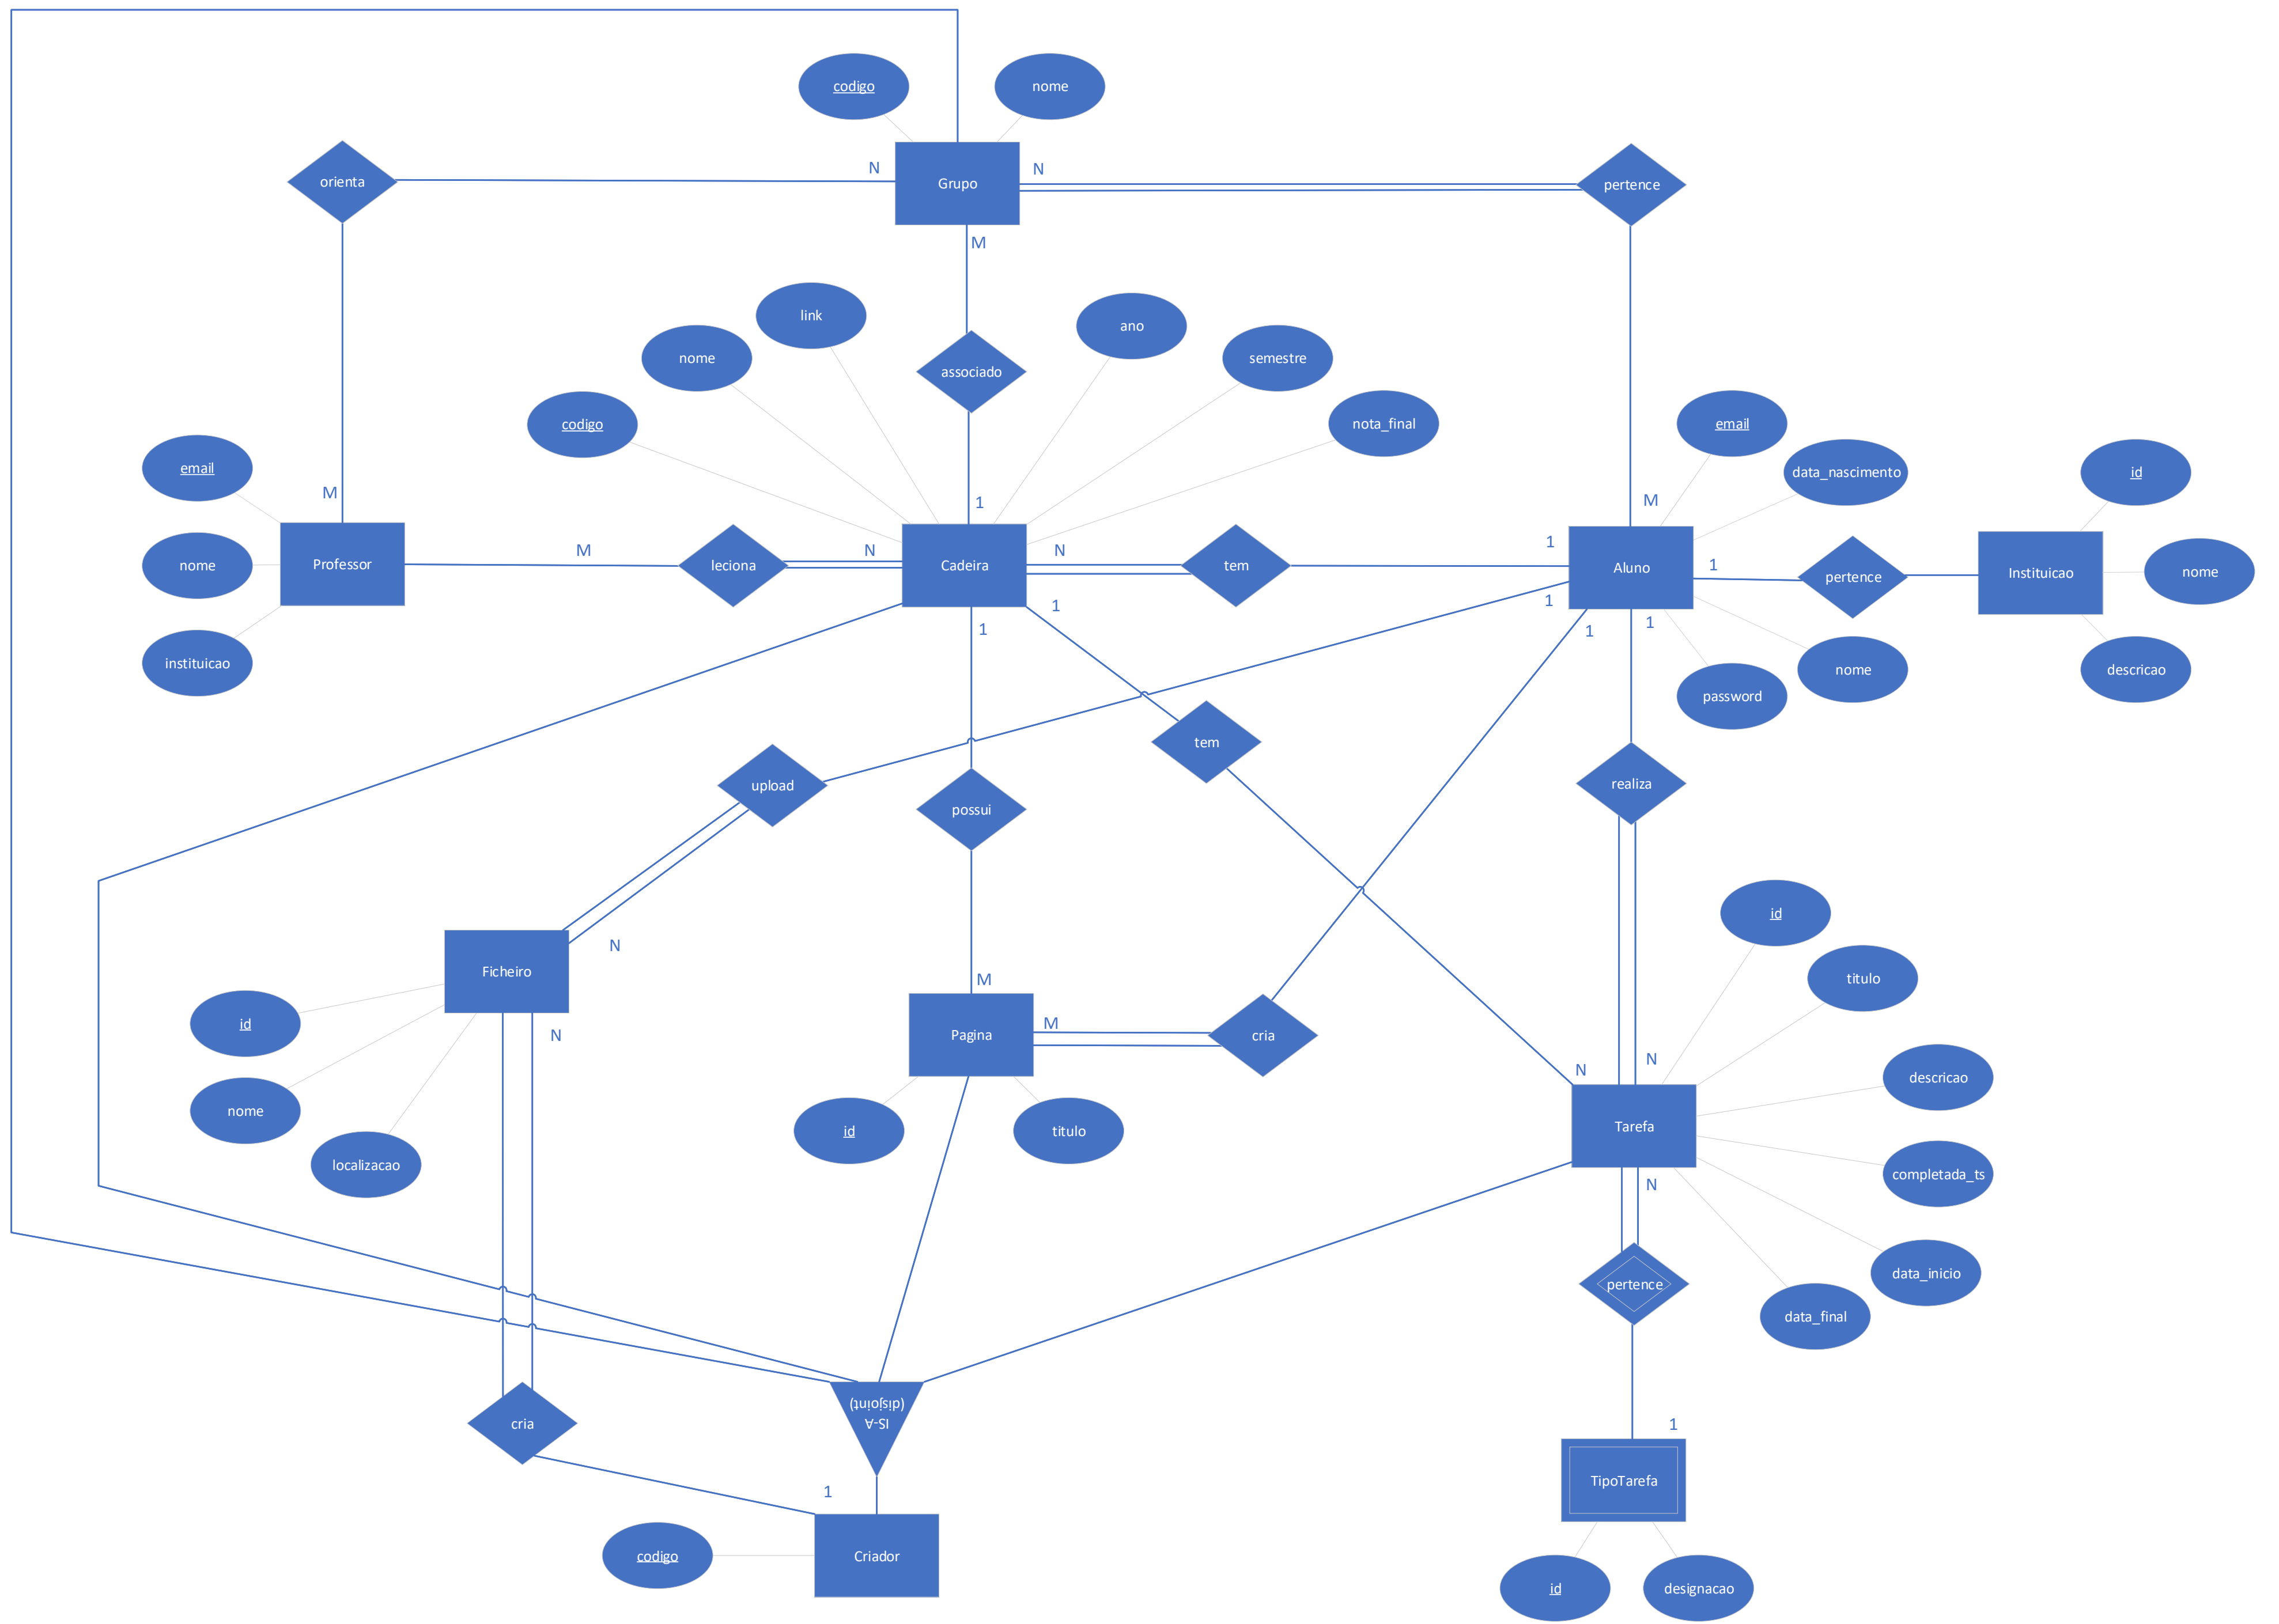 codigo
nome
orienta
N
Grupo
N
pertence
M
link
nome
ano
semestre
associado
codigo
nota_final
email
email
data_nascimento
id
M
1
M
nome
Professor
M
leciona
N
Cadeira
N
tem
1
Aluno
1
pertence
Instituicao
nome
1
1
1
1
1
instituicao
nome
descricao
password
tem
upload
possui
realiza
id
N
Ficheiro
titulo
M
id
N
Pagina
M
cria
N
N
descricao
nome
id
titulo
Tarefa
localizacao
completada_ts
N
data_inicio
pertence
data_final
IS-A
(disjoint)
cria
1
1
TipoTarefa
codigo
Criador
id
designacao